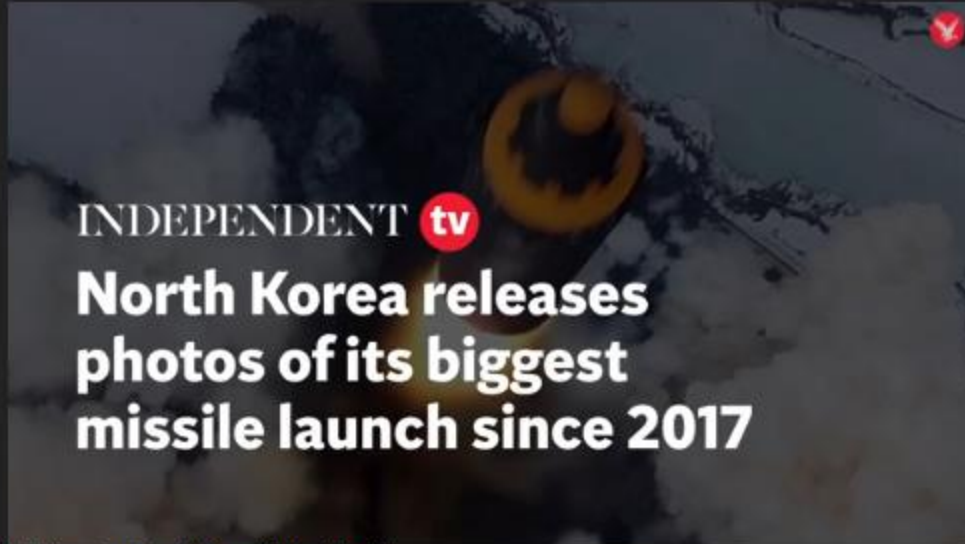 INDEPENDENT tv
North Korea releases
photos of its biggest
missile launch since 2017